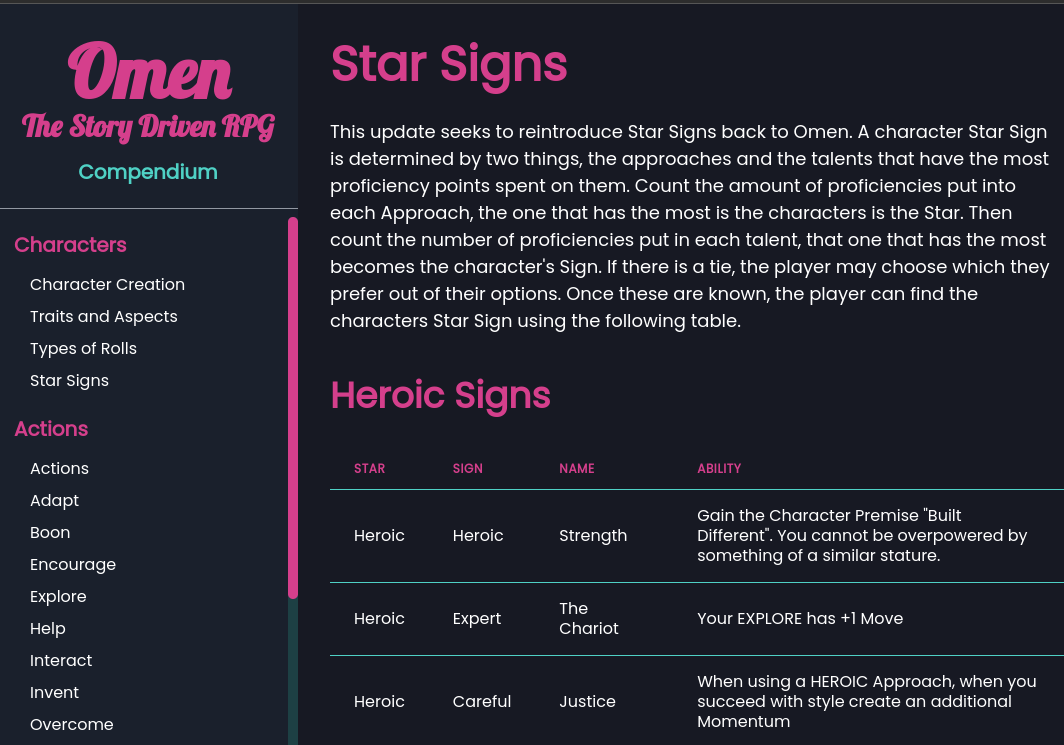 Omen
The Story Driven RPG
Compendium
Characters
Character Creation
Traits and Aspects
Types of Rolls
Star Signs
Actions
Actions
Adapt
Boon
Encourage
Explore
Help
Interact
Invent
Overcome
Star Signs
This update seeks to reintroduce Star Signs back to Omen. A character Star Sign
is determined by two things, the approaches and the talents that have the most
proficiency points spent on them. Count the amount of proficiencies put into
each Approach, the one that has the most is the characters is the Star. Then
count the number of proficiencies put in each talent, that one that has the most
becomes the character's Sign. If there is a tie, the player may choose which they
prefer out of their options. Once these are known, the player can find the
characters Star Sign using the following table.
Heroic Signs
STAR SIGN NAME ABILITY
Heroic Heroic Strength Gain the Character Premise "Built
Different". You cannot be overpowered by
something of a similar stature.
Heroic Expert The
Chariot Your EXPLORE has +1 Move
Heroic Careful Justice When using a HEROIC Approach, when you
succeed with style create an additional
Momentum